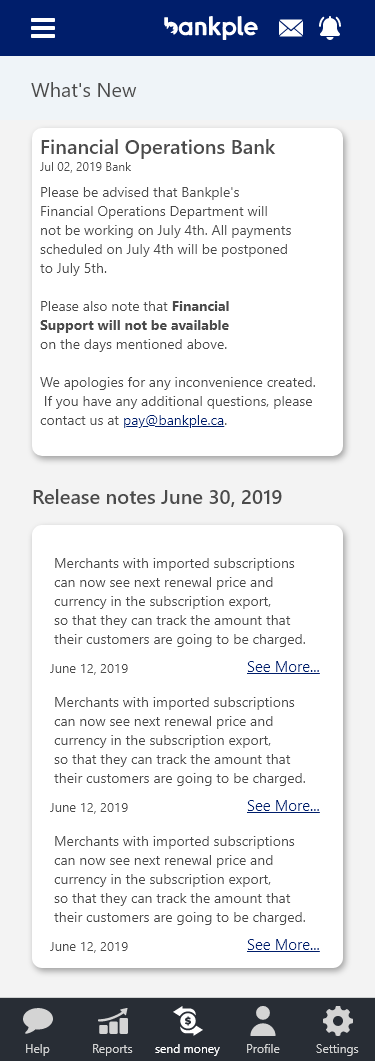 bankple
What's New
Financial Operations Bank
Jul 02, 2019 Bank
Please be advised that Bankple's
Financial Operations Department will
not be working on July 4th. All payments
scheduled on July 4th will be postponed
to July 5th.
Please also note that Financial
Support will not be available
on the days mentioned above.
We apologies for any inconvenience created.
If you have any additional questions, please
contact us at pay@bankple.ca.
Release notes June 30, 2019
Merchants with imported subscriptions
can now see next renewal price and
currency in the subscription export,
so that they can track the amount that
their customers are going to be charged.
June 12, 2019 See More...
Merchants with imported subscriptions
can now see next renewal price and
currency in the subscription export,
so that they can track the amount that
their customers are going to be charged.
June 12, 2019 See More...
Merchants with imported subscriptions
can now see next renewal price and
currency in the subscription export,
so that they can track the amount that
their customers are going to be charged.
June 12, 2019 See More...
Help Reports send money Profile Settings